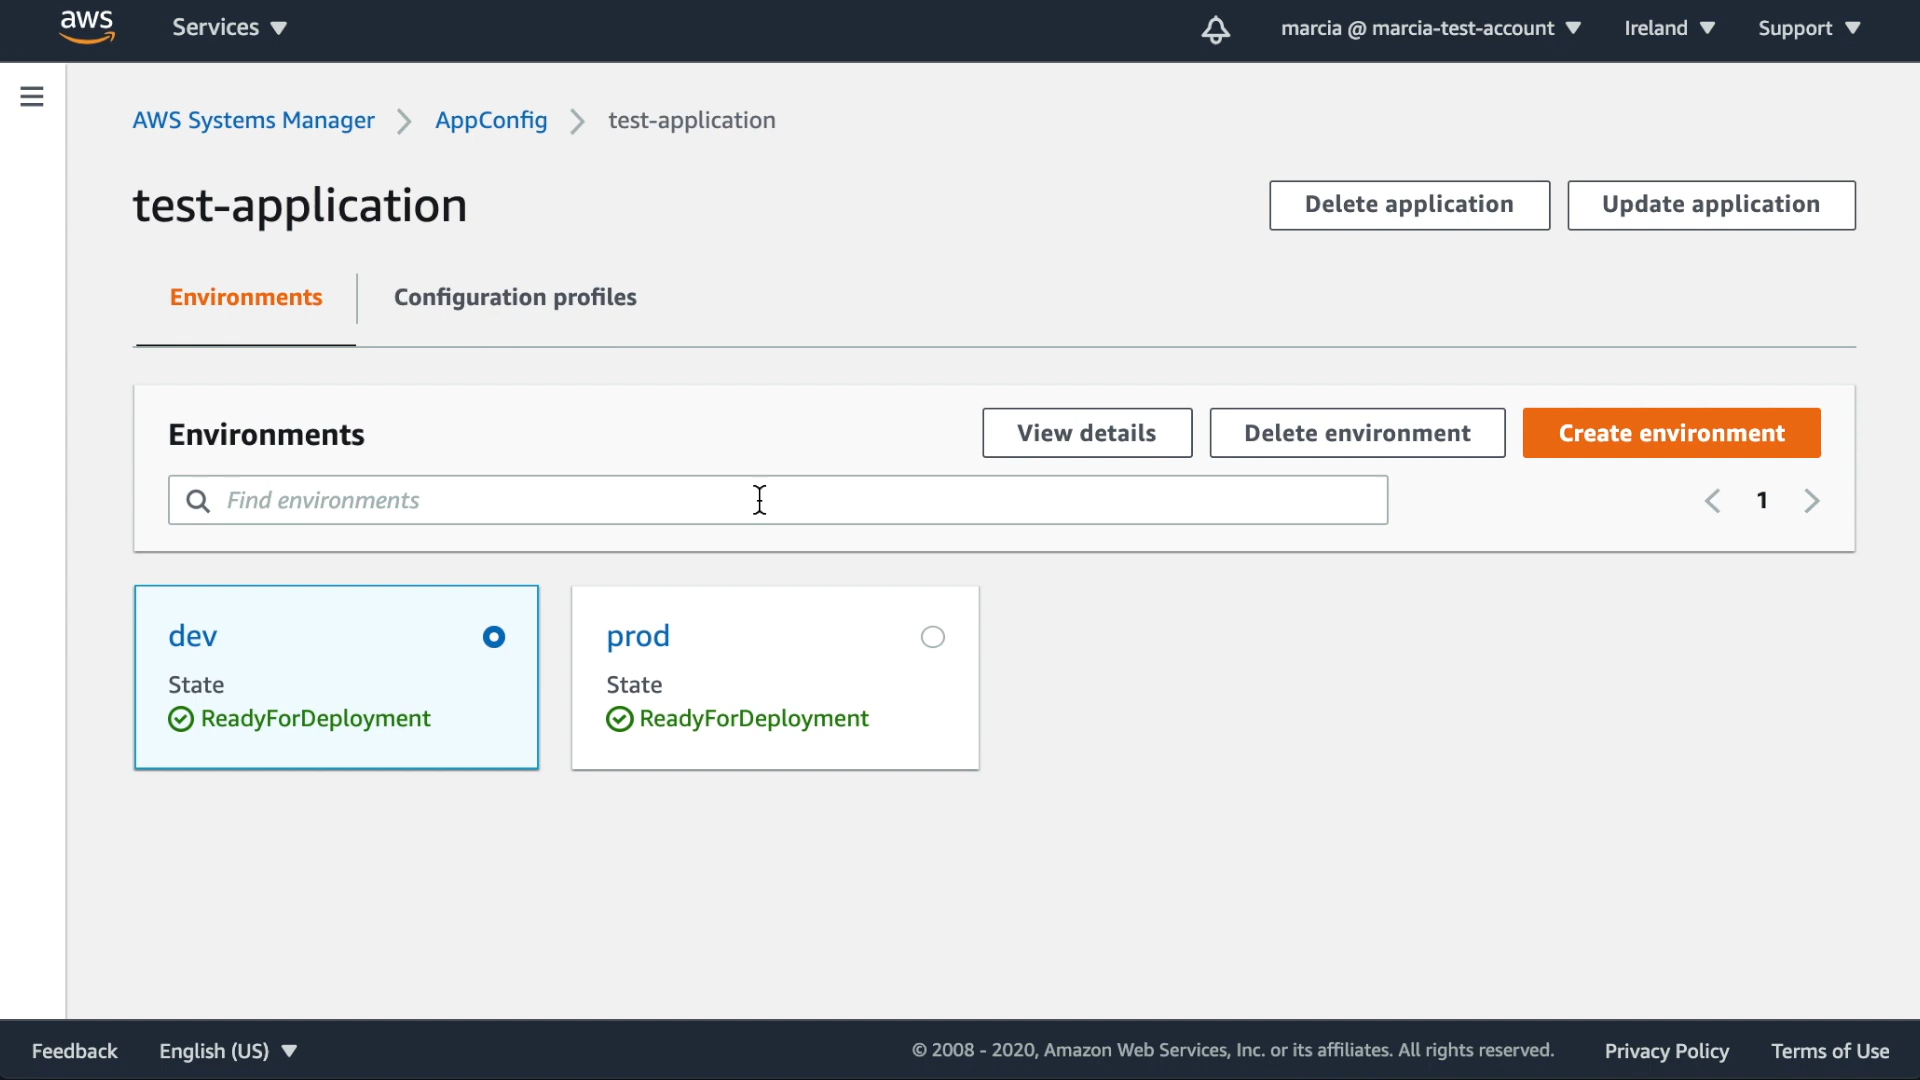 aws Services marcia @ marcia-test-account Ireland Support
AWS Systems Manager AppConfig test-application
test-application Delete application Update application
Environments Configuration profiles
Environments View details Delete environment Create environment
Find environments 1
dev prod
State State
ReadyForDeployment ReadyForDeployment
Feedback English (US) © 2008 - 2020, Amazon Web Services, Inc. or its affiliates. All rights reserved. Privacy Policy Terms of Use